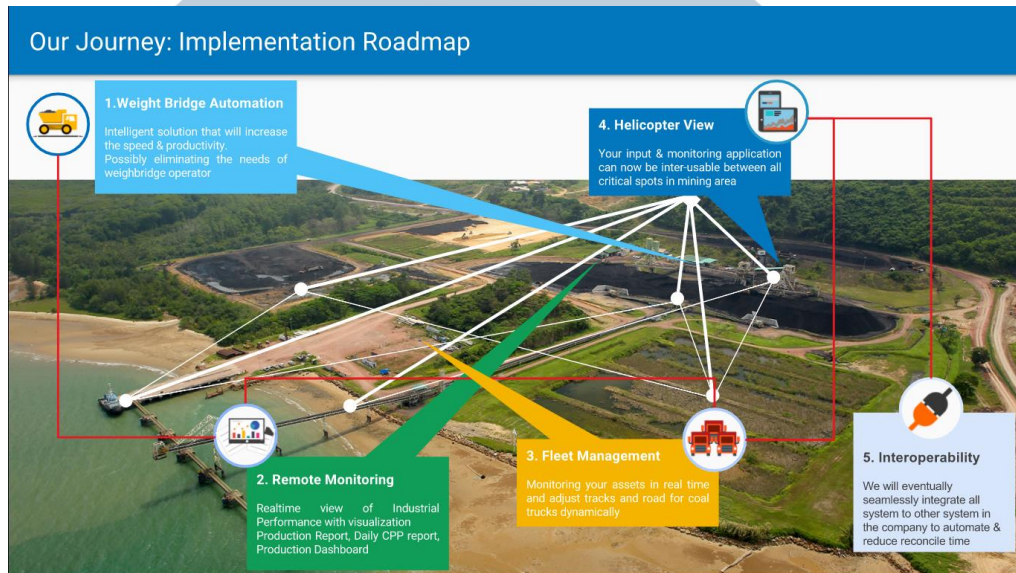 Our Journey: Implementation Roadmap
1.Weight Bridge Automation
Intelligent solution that will increase
the speed & productivity.
Possibly eliminating the needs of
weighbridge operator
4. Helicopter View
Your input & monitoring application
can now be inter-usable between all
critical spots in mining area
2. Remote Monitoring
Realtime view of Industrial
Performance with visualization
Production Report, Daily CPP report,
Production Dashboard
3. Fleet Management
Monitoring your assets in real time
and adjust tracks and road for coal
trucks dynamically
5. Interoperability
We will eventually
seamlessly integrate all
system to other system in
the company to automate &
reduce reconcile time